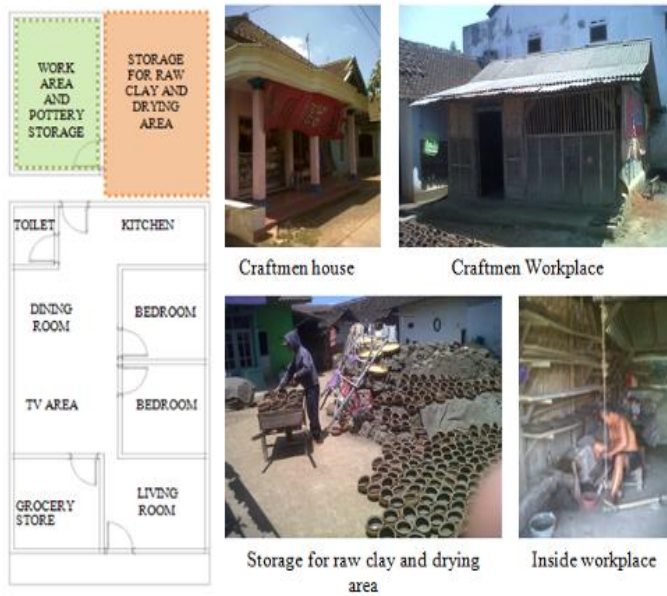 WORK
AREA
AND
POTTERY
STORAGE
STORAGE
FOR RAW
CLAY AND
DRYING
AREA
TOILET
KITCHEN
DINING
ROOM
BEDROOM
TV AREA
BEDROOM
GROCERY
STORE
LIVING
ROOM
Craftmen house
Craftmen Workplace
Storage for raw clay and drying
area
Inside workplace